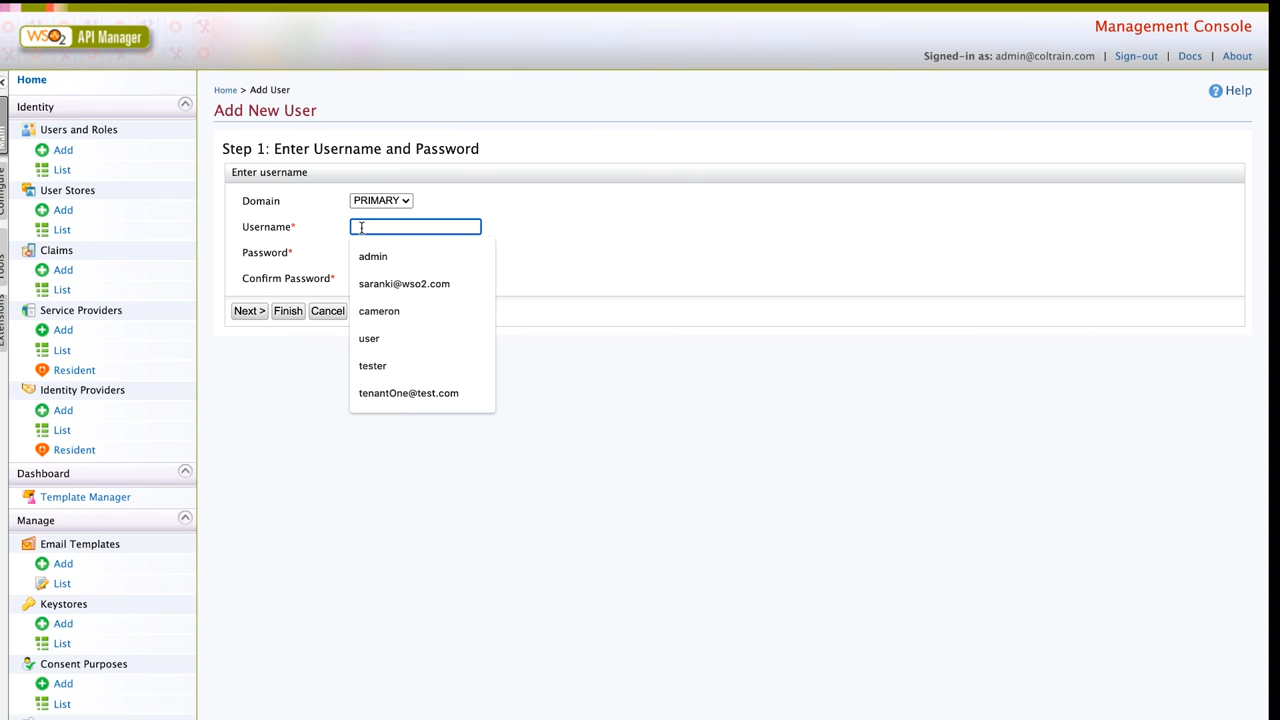 WSO2 API Manager
Management Console
Signed-in as: admin@coltrain.com | Sign-out | Docs | About
Home
Identity
Users and Roles
Add
List
User Stores
Add
List
Claims
Add
List
Service Providers
Add
List
Resident
Identity Providers
Add
List
Resident
Dashboard
Template Manager
Manage
Email Templates
Add
List
Keystores
Add
List
Consent Purposes
Add
List
Configure
Tools
Extensions
Home > Add User
Help
Add New User
Step 1: Enter Username and Password
Enter username
Domain PRIMARY
Username*
Password*
Confirm Password*
admin
saranki@wso2.com
cameron
user
tester
tenantOne@test.com
Next > Finish Cancel